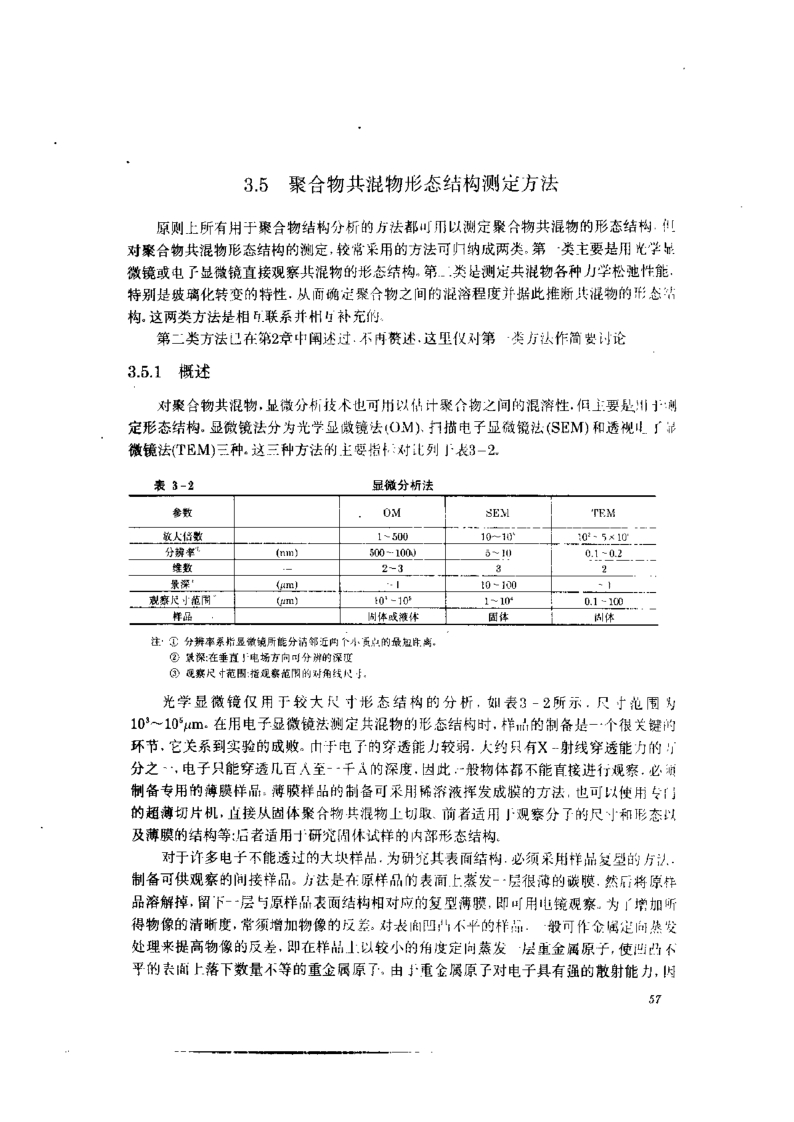 3.5 聚合物共混物形态结构测定方法
原则上所有用于聚合物结构分析的方法都可用以测定聚合物共混物的形态结构. 但
对聚合物共混物形态结构的测定,较常采用的方法可归纳成两类。第一类主要是用光学显
微镜或电子显微镜直接观察共混物的形态结构。第二类是测定共混物各种力学松弛性能,
特别是玻璃化转变的特性,从而确定聚合物之间的混溶程度并据此推断共混物的形态结
构。这两类方法是相互联系并相互补充的。
第二类方法已在第2章中阐述过,不再赘述,这里仅对第一类方法作简要讨论
3.5.1 概述
对聚合物共混物,显微分析技术也可用以估计聚合物之间的混溶性,但主要是用于测
定形态结构。显微镜法分为光学显微镜法(OM)、扫描电子显微镜法(SEM)和透视电子显
微镜法(TEM)三种。这三种方法的主要指标对比列于表3-2。
表 3-2 显微分析法
参数 OM SEM TEM
放大倍数 1~500 10~10 10²~5×10
分辨率 (nm) 500~1000 5~10 0.1~0.2
维数 — 2~3 3 2
景深 (μm) ~1 10~100 ~1
观察尺寸范围 (μm) 10³~10⁵ 1~10⁴ 0.1~100
样品 固体或液体 固体 固体
注: ① 分辨率系指显微镜所能分清邻近两个小质点的最短距离。
② 景深:在垂直于电场方向可分辨的深度
③ 观察尺寸范围:指观察范围的对角线尺寸。
光学显微镜仅用于较大尺寸形态结构的分析,如表3-2所示,尺寸范围为
10³~10⁵μm。在用电子显微镜法测定共混物的形态结构时,样品的制备是一个很关键的
环节,它关系到实验的成败。由于电子的穿透能力较弱,大约只有X-射线穿透能力的万
分之一,电子只能穿透几百Å至一千Å的深度,因此一般物体都不能直接进行观察,必须
制备专用的薄膜样品。薄膜样品的制备可采用稀溶液挥发成膜的方法,也可以使用专门
的超薄切片机,直接从固体聚合物共混物上切取。前者适用于观察分子的尺寸和形态以
及薄膜的结构等;后者适用于研究固体试样的内部形态结构。
对于许多电子不能透过的大块样品,为研究其表面结构,必须采用样品复型的方法,
制备可供观察的间接样品。方法是在原样品的表面上蒸发一层很薄的碳膜,然后将原样
品溶解掉,留下一层与原样品表面结构相对应的复型薄膜,即可用电镜观察。为了增加所
得物像的清晰度,常须增加物像的反差。对表面凹凸不平的样品,一般可作金属定向蒸发
处理来提高物像的反差,即在样品上以较小的角度定向蒸发一层重金属原子,使凹凸不
平的表面上落下数量不等的重金属原子。由于重金属原子对电子具有强的散射能力,因
57